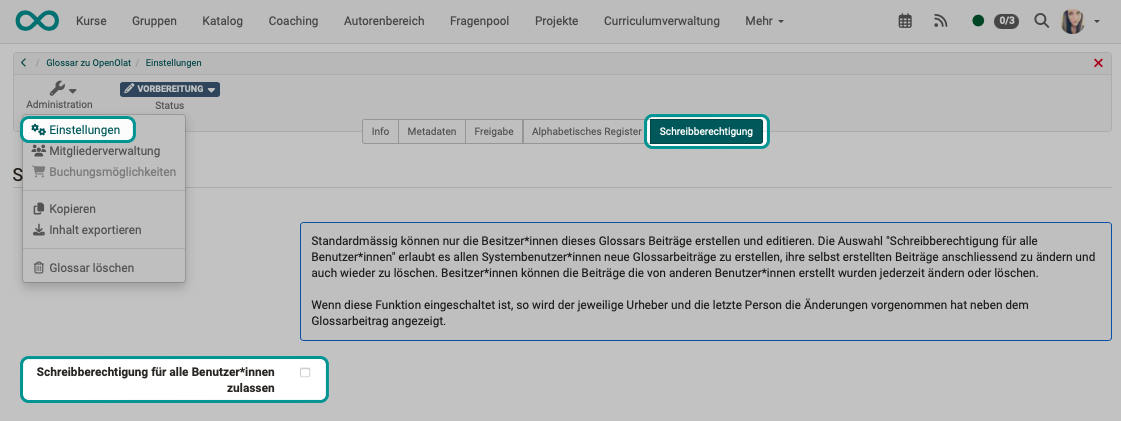 Kurse Gruppen Katalog Coaching Autorenbereich Fragenpool Projekte Curriculumverwaltung Mehr 0/3
/ Glossar zu OpenOlat / Einstellungen
VORBEREITUNG
Administration Status
Einstellungen
Info Metadaten Freigabe Alphabetisches Register Schreibberechtigung
Mitgliederverwaltung
Buchungsmöglichkeiten
S
Kopieren
Inhalt exportieren
Glossar löschen
Standardmässig können nur die Besitzer*innen dieses Glossars Beiträge erstellen und editieren. Die Auswahl "Schreibberechtigung für alle
Benutzer*innen" erlaubt es allen Systembenutzer*innen neue Glossarbeiträge zu erstellen, ihre selbst erstellten Beiträge anschliessend zu ändern und
auch wieder zu löschen. Besitzer*innen können die Beiträge die von anderen Benutzer*innen erstellt wurden jederzeit ändern oder löschen.
Wenn diese Funktion eingeschaltet ist, so wird der jeweilige Urheber und die letzte Person die Änderungen vorgenommen hat neben dem
Glossarbeitrag angezeigt.
Schreibberechtigung für alle Benutzer*innen
zulassen